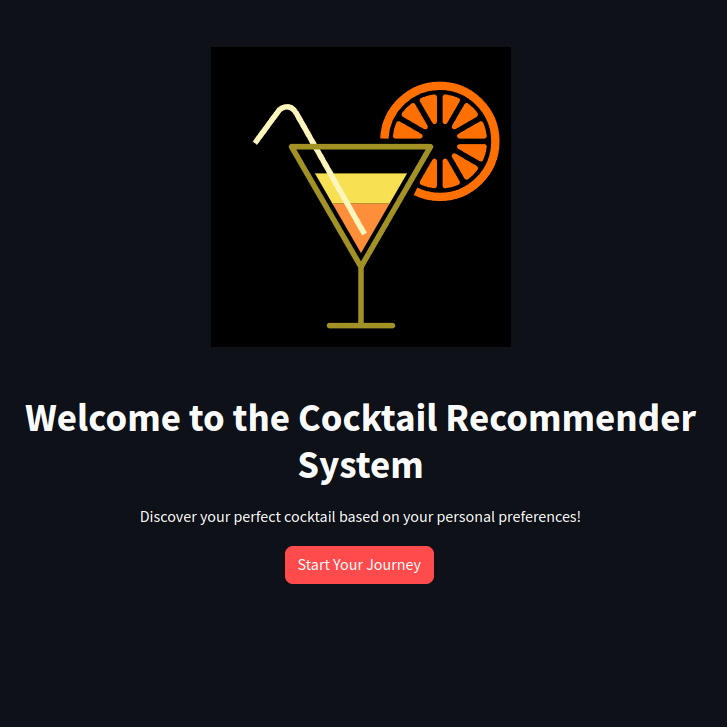 Welcome to the Cocktail Recommender
System
Discover your perfect cocktail based on your personal preferences!
Start Your Journey